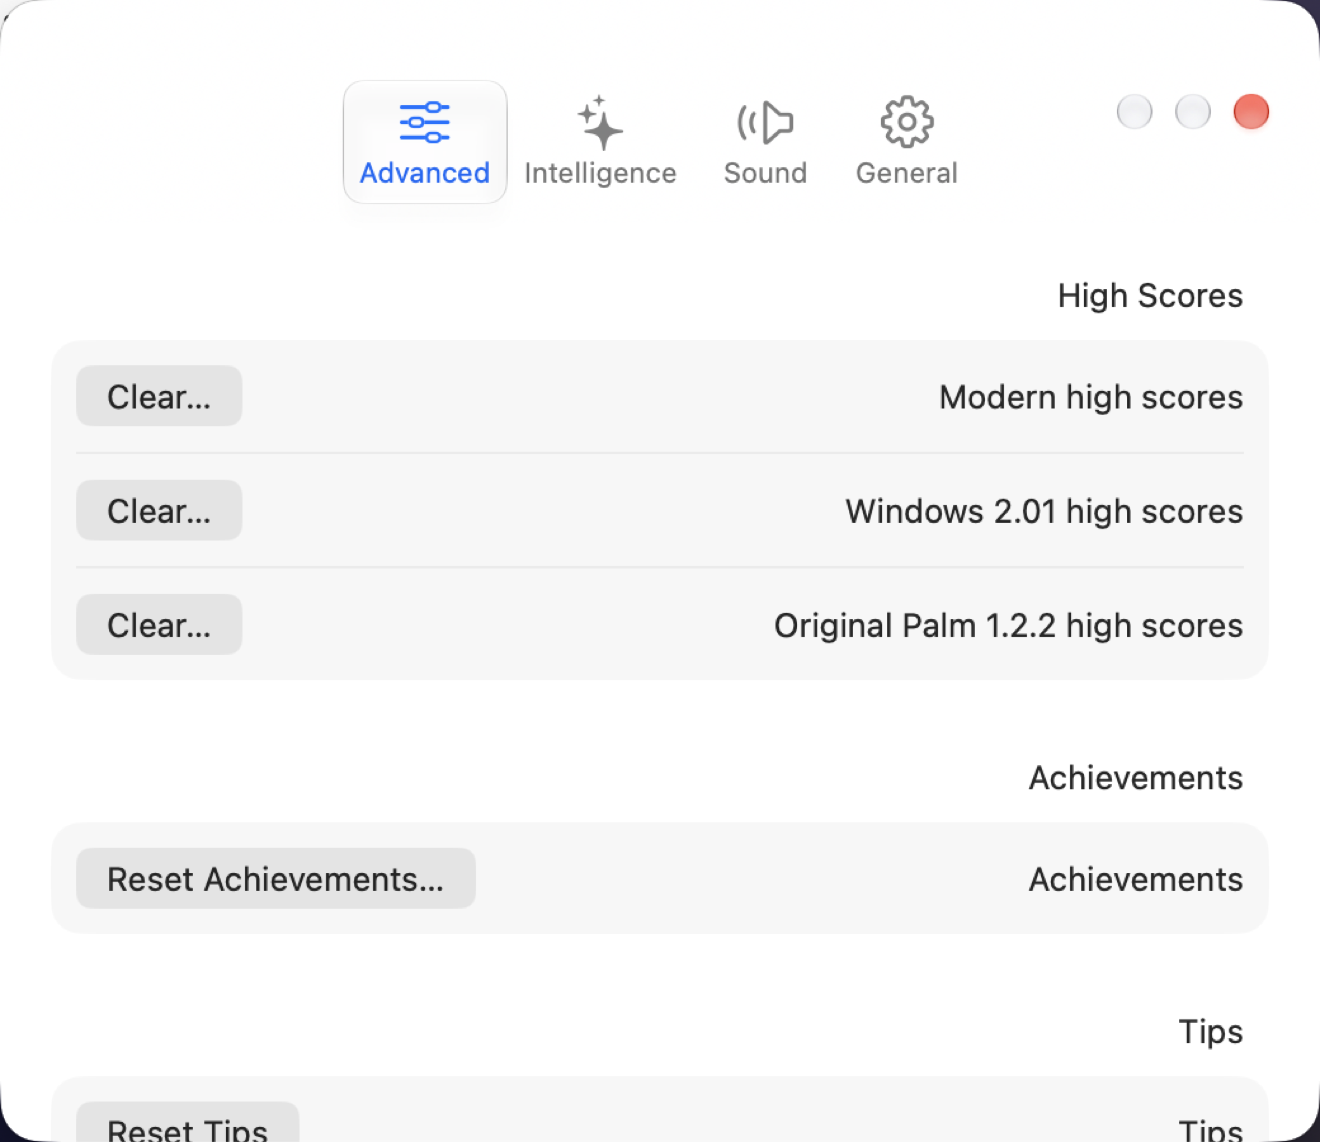 Advanced
Intelligence
Sound
General
High Scores
Clear...
Modern high scores
Clear...
Windows 2.01 high scores
Clear...
Original Palm 1.2.2 high scores
Achievements
Reset Achievements...
Achievements
Tips
Reset Tips
Tips